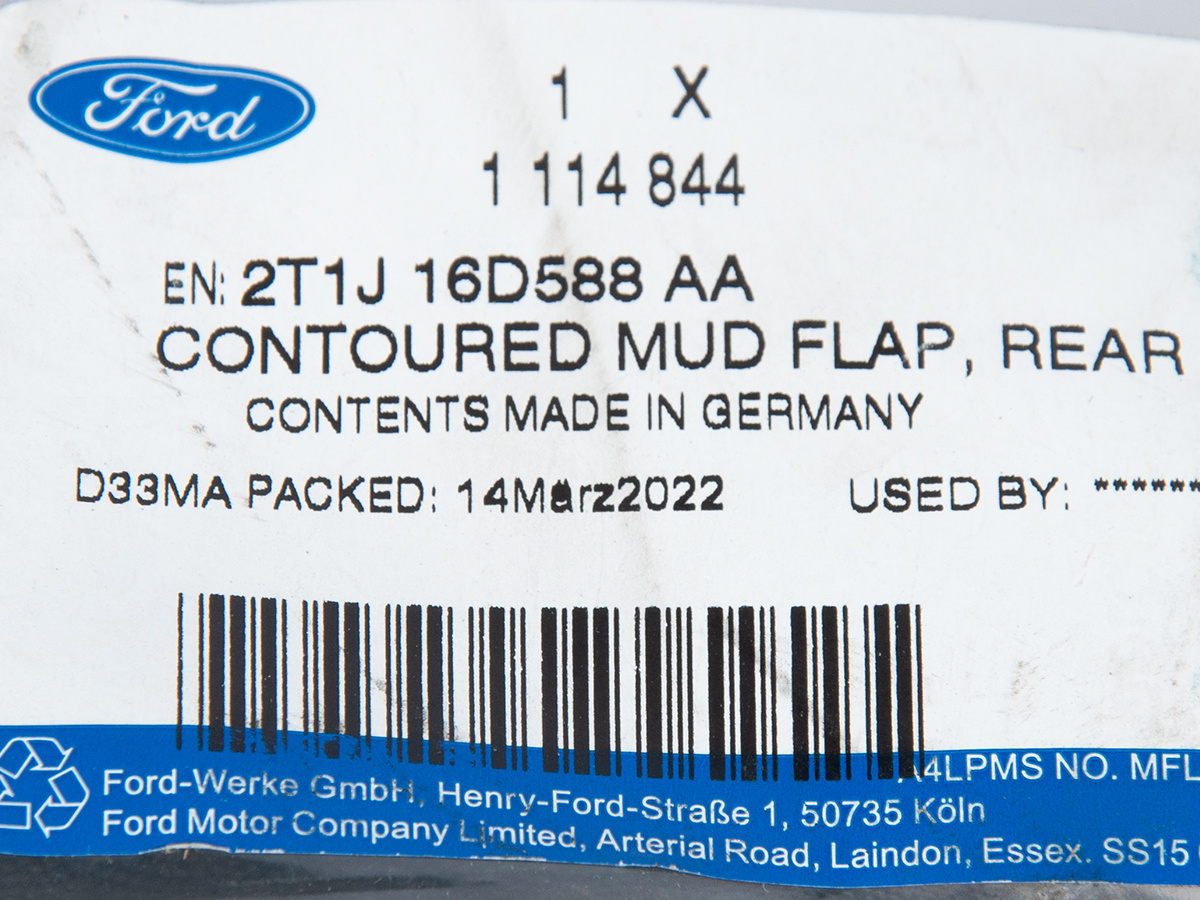 Ford
1 X
1 114 844
EN: 2T1J 16D588 AA
CONTOURED MUD FLAP, REAR
CONTENTS MADE IN GERMANY
D33MA PACKED: 14Marz2022 USED BY: ******
A4LPMS NO. MFL
Ford-Werke GmbH, Henry-Ford-Straße 1, 50735 Köln
Ford Motor Company Limited, Arterial Road, Laindon, Essex. SS15